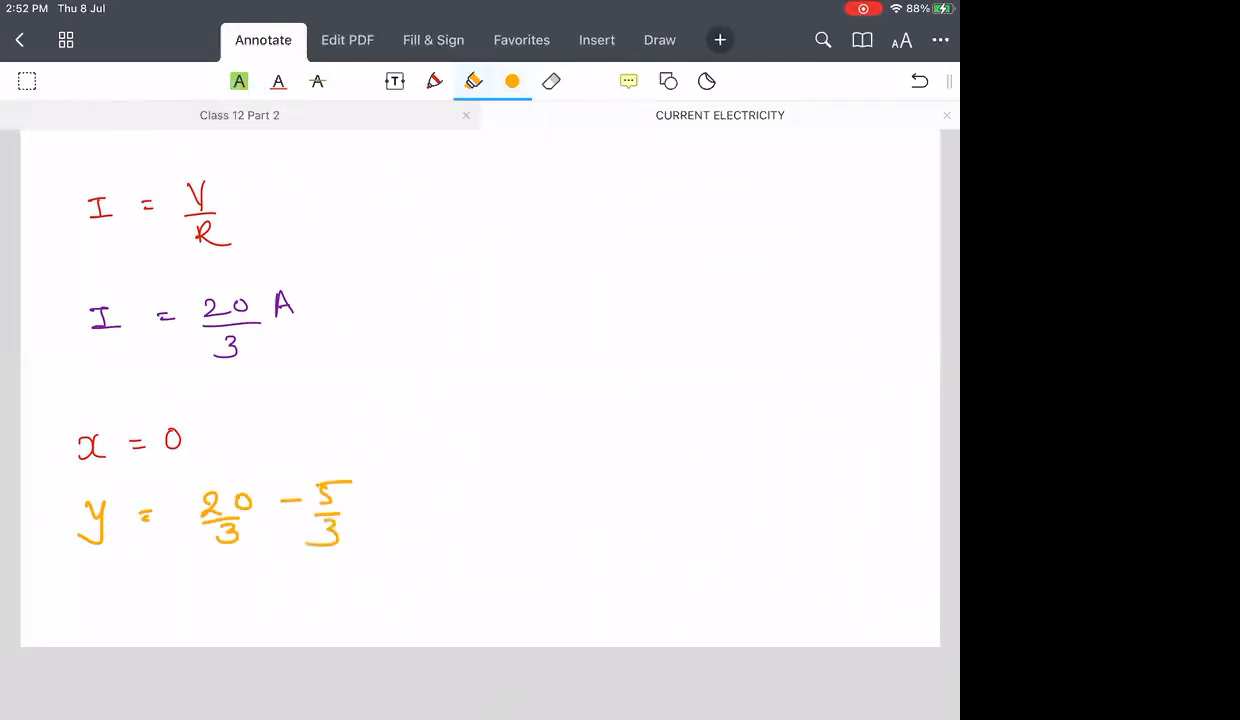 2:52 PM Thu 8 Jul 88%
Annotate Edit PDF Fill & Sign Favorites Insert Draw + AA
A A A T
Class 12 Part 2 × CURRENT ELECTRICITY ×
I = V/R
I = 20/3 A
x = 0
y = 20/3 - 5/3